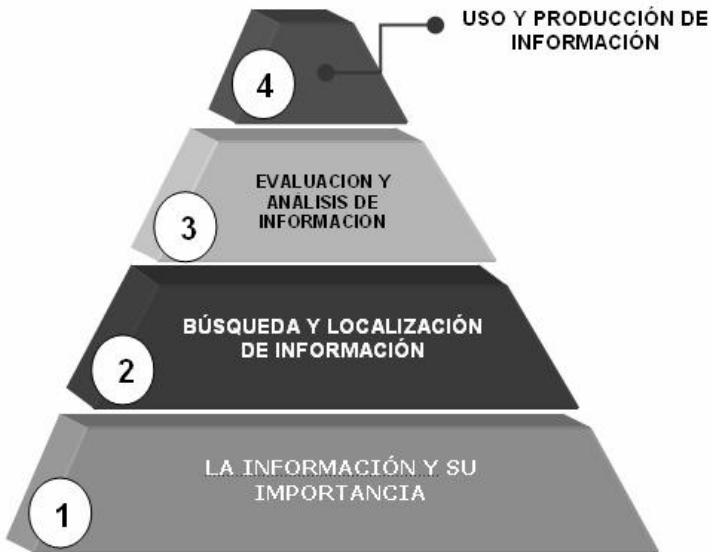 USO Y PRODUCCIÓN DE
INFORMACIÓN
4
EVALUACION Y
ANÁLISIS DE
INFORMACION
3
BÚSQUEDA Y LOCALIZACIÓN
DE INFORMACIÓN
2
LA INFORMACIÓN Y SU
IMPORTANCIA
1